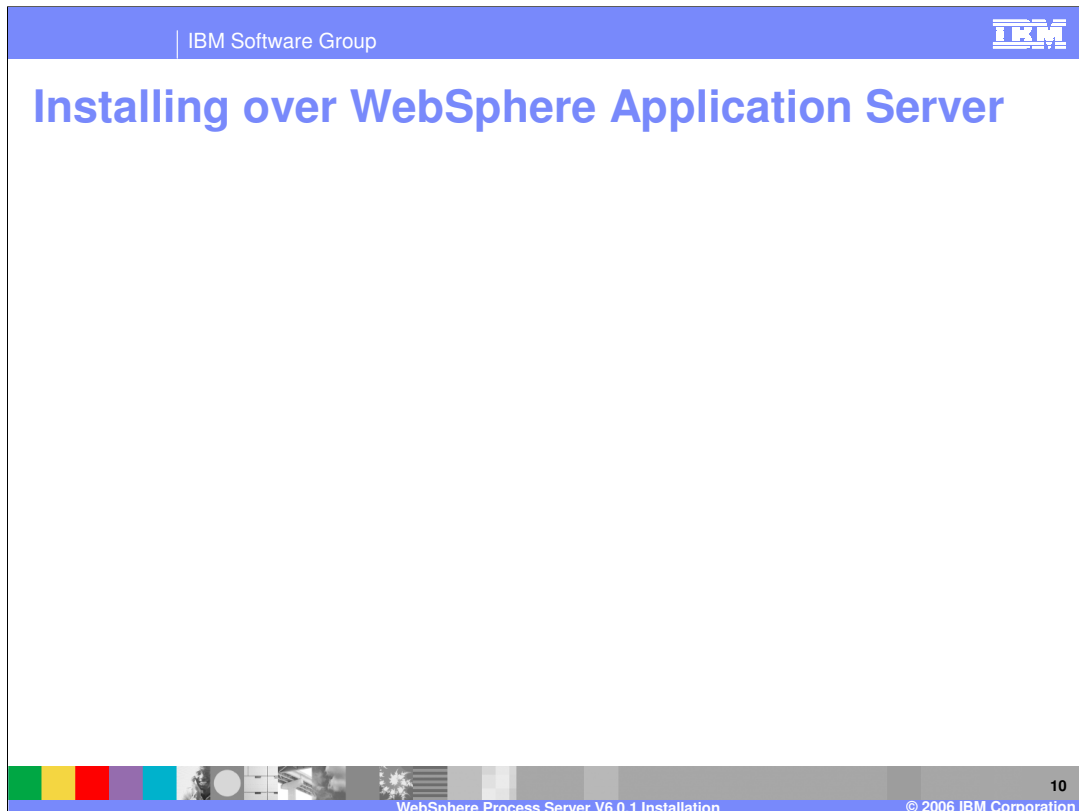 IBM Software Group
IBM
Installing over WebSphere Application Server
10
WebSphere Process Server V6.0.1 Installation
© 2006 IBM Corporation